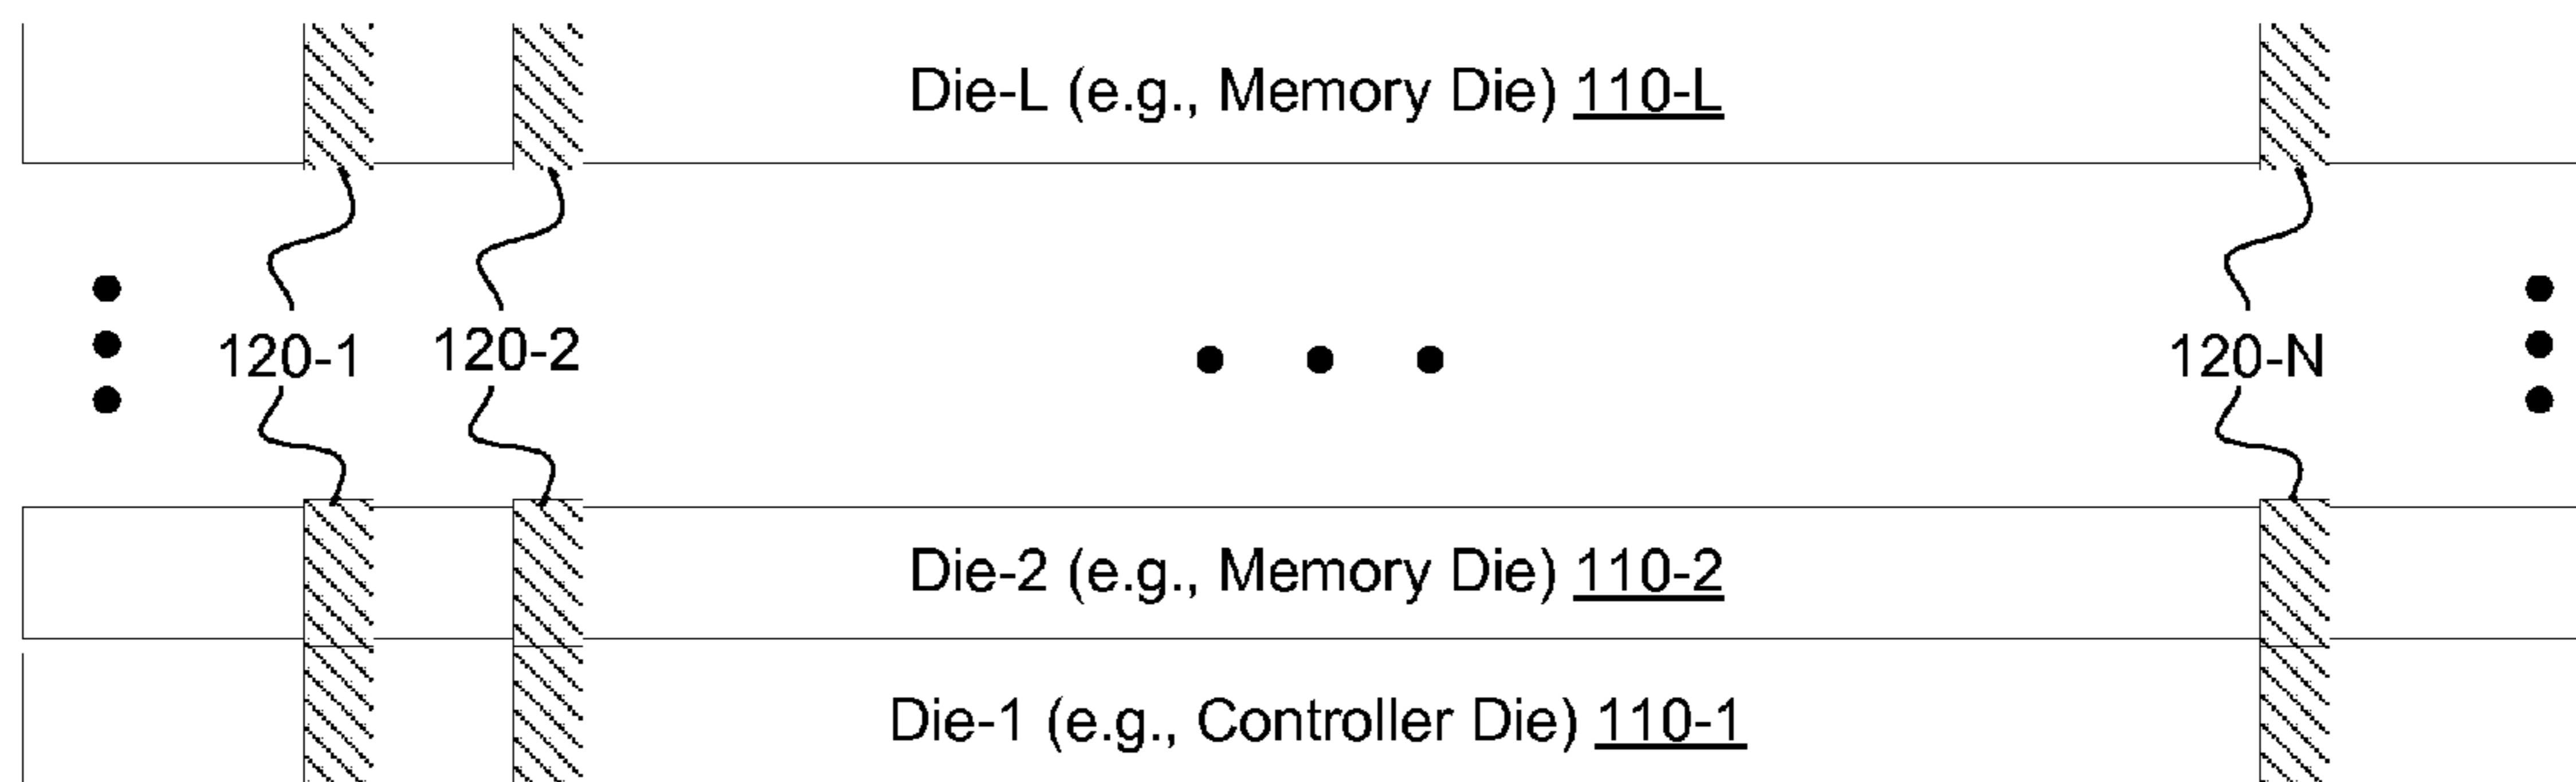 Die-L (e.g., Memory Die) 110-L
120-1 120-2 120-N
Die-2 (e.g., Memory Die) 110-2
Die-1 (e.g., Controller Die) 110-1